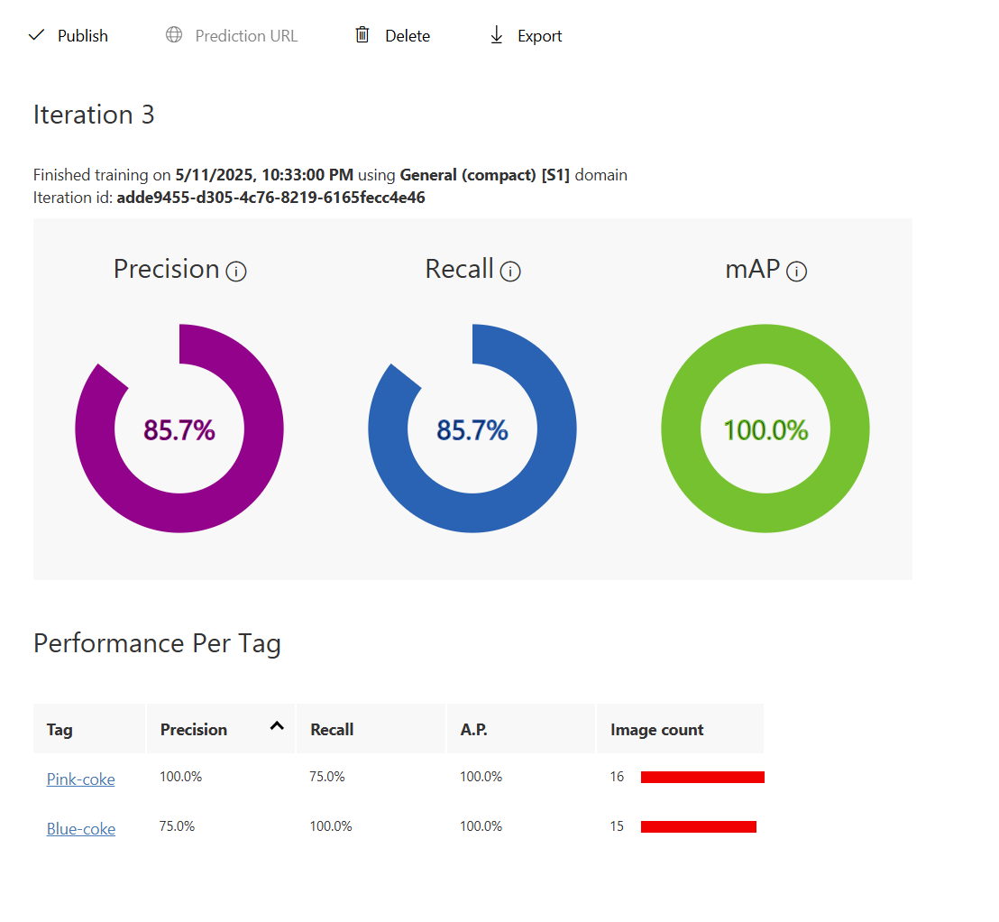 Publish Prediction URL Delete Export
Iteration 3
Finished training on 5/11/2025, 10:33:00 PM using General (compact) [S1] domain
Iteration id: adde9455-d305-4c76-8219-6165fecc4e46
Precision Recall mAP
85.7% 85.7% 100.0%
Performance Per Tag
Tag Precision Recall A.P. Image count
Pink-coke 100.0% 75.0% 100.0% 16
Blue-coke 75.0% 100.0% 100.0% 15